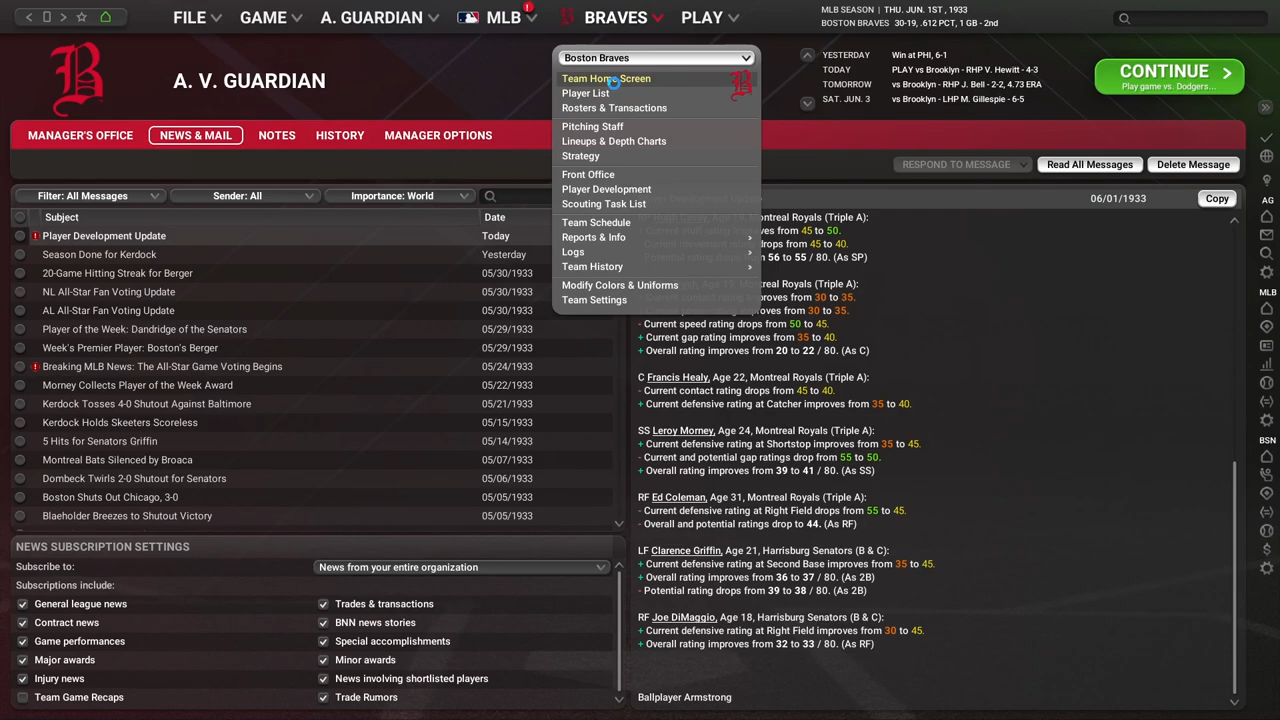 FILE
GAME
A. GUARDIAN
MLB
BRAVES
PLAY
MLB SEASON | THU. JUN. 1ST , 1933
BOSTON BRAVES 30-19, .612 PCT, 1 GB - 2nd
B
A. V. GUARDIAN
YESTERDAY Win at PHI, 6-1
TODAY PLAY vs Brooklyn - RHP V. Hewitt - 4-3
TOMORROW vs Brooklyn - RHP J. Bell - 2-2, 4.73 ERA
SAT. JUN. 3 vs Brooklyn - LHP M. Gillespie - 6-5
CONTINUE
Play game vs. Dodgers...
Boston Braves
Team Home Screen
Player List
Rosters & Transactions
Pitching Staff
Lineups & Depth Charts
Strategy
Front Office
Player Development
Scouting Task List
Team Schedule
Reports & Info
Logs
Team History
Modify Colors & Uniforms
Team Settings
MANAGER'S OFFICE
NEWS & MAIL
NOTES
HISTORY
MANAGER OPTIONS
RESPOND TO MESSAGE
Read All Messages
Delete Message
Filter: All Messages
Sender: All
Importance: World
06/01/1933
Copy
Subject Date
Player Development Update Today
Season Done for Kerdock Yesterday
20-Game Hitting Streak for Berger 05/30/1933
NL All-Star Fan Voting Update 05/30/1933
AL All-Star Fan Voting Update 05/30/1933
Player of the Week: Dandridge of the Senators 05/29/1933
Week's Premier Player: Boston's Berger 05/29/1933
Breaking MLB News: The All-Star Game Voting Begins 05/24/1933
Morney Collects Player of the Week Award 05/22/1933
Kerdock Tosses 4-0 Shutout Against Baltimore 05/21/1933
Kerdock Holds Skeeters Scoreless 05/15/1933
5 Hits for Senators Griffin 05/14/1933
Montreal Bats Silenced by Broaca 05/07/1933
Dombeck Twirls 2-0 Shutout for Senators 05/06/1933
Boston Shuts Out Chicago, 3-0 05/05/1933
Blaeholder Breezes to Shutout Victory 05/05/1933
Age 19, Montreal Royals (Triple A):
rating improves from 45 to 50.
drops from 45 to 40.
from 56 to 55 / 80. (As SP)
Age 19, Montreal Royals (Triple A):
improves from 30 to 35.
from 30 to 35.
- Current speed rating drops from 50 to 45.
+ Current gap rating improves from 35 to 40.
+ Overall rating improves from 20 to 22 / 80. (As C)
C Francis Healy, Age 22, Montreal Royals (Triple A):
- Current contact rating drops from 45 to 40.
+ Current defensive rating at Catcher improves from 35 to 40.
SS Leroy Morney, Age 24, Montreal Royals (Triple A):
+ Current defensive rating at Shortstop improves from 35 to 45.
- Current and potential gap ratings drop from 55 to 50.
+ Overall rating improves from 39 to 41 / 80. (As SS)
RF Ed Coleman, Age 31, Montreal Royals (Triple A):
- Current defensive rating at Right Field drops from 55 to 45.
- Overall and potential ratings drop to 44. (As RF)
LF Clarence Griffin, Age 21, Harrisburg Senators (B & C):
+ Current defensive rating at Second Base improves from 35 to 45.
+ Overall rating improves from 36 to 37 / 80. (As 2B)
- Potential rating drops from 39 to 38 / 80. (As 2B)
RF Joe DiMaggio, Age 18, Harrisburg Senators (B & C):
+ Current defensive rating at Right Field improves from 30 to 45.
+ Overall rating improves from 32 to 33 / 80. (As RF)
Ballplayer Armstrong
NEWS SUBSCRIPTION SETTINGS
Subscribe to: News from your entire organization
Subscriptions include:
General league news
Trades & transactions
Contract news
BNN news stories
Game performances
Special accomplishments
Major awards
Minor awards
Injury news
News involving shortlisted players
Team Game Recaps
Trade Rumors
AG
MLB
BSN